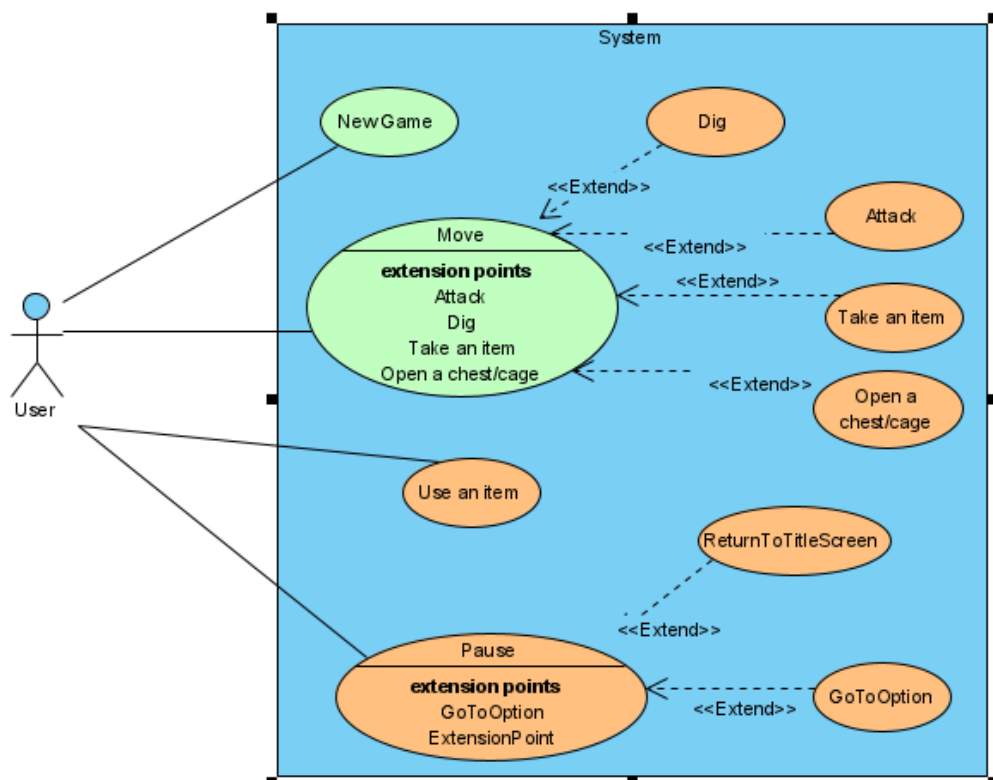 System
NewGame
Dig
<<Extend>>
Attack
Move
<<Extend>>
extension points
Attack
Dig
Take an item
Open a chest/cage
<<Extend>>
Take an item
<<Extend>>
Open a
chest/cage
User
Use an item
ReturnToTitleScreen
<<Extend>>
Pause
extension points
GoToOption
ExtensionPoint
<<Extend>>
GoToOption